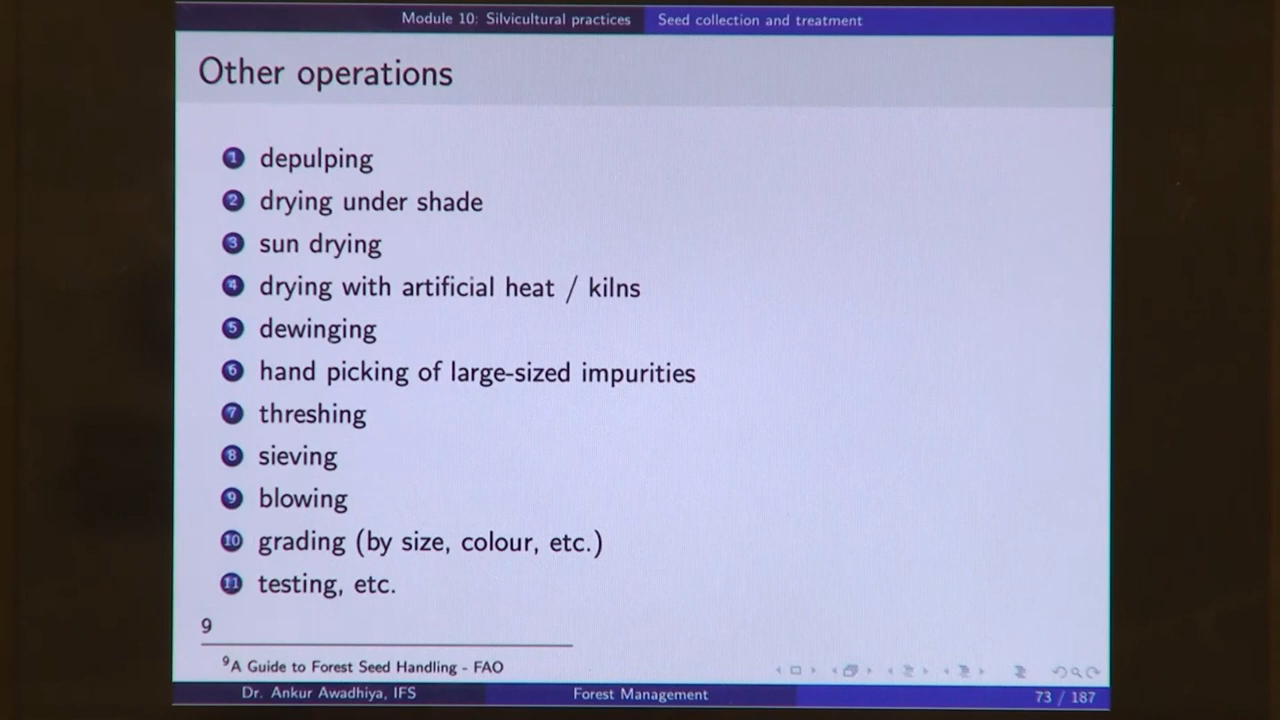 Module 10: Silvicultural practices Seed collection and treatment
Other operations
1 depulping
2 drying under shade
3 sun drying
4 drying with artificial heat / kilns
5 dewinging
6 hand picking of large-sized impurities
7 threshing
8 sieving
9 blowing
10 grading (by size, colour, etc.)
11 testing, etc.
9
9A Guide to Forest Seed Handling - FAO
Dr. Ankur Awadhiya, IFS Forest Management 73 / 187